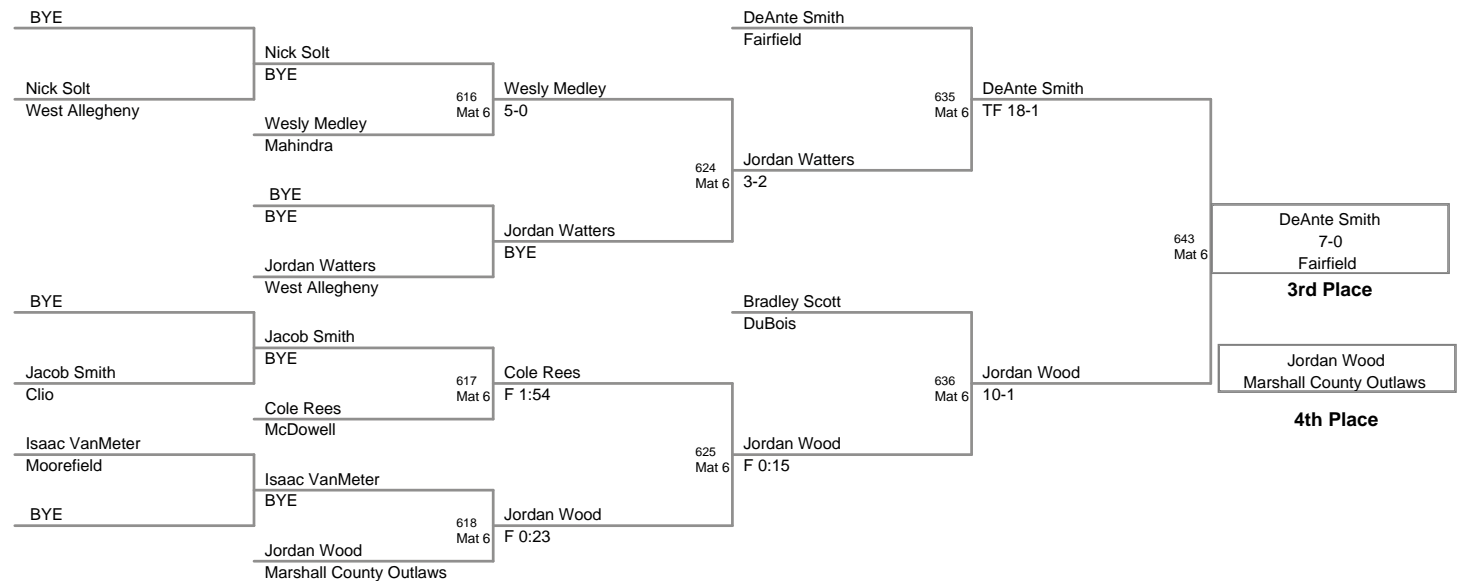 BYE
Nick Solt
West Allegheny
Nick Solt
BYE
Wesly Medley
Mahindra
616
Mat 6
Wesly Medley
5-0
BYE
BYE
Jordan Watters
West Allegheny
Jordan Watters
BYE
624
Mat 6
Jordan Watters
3-2
DeAnte Smith
Fairfield
635
Mat 6
DeAnte Smith
TF 18-1
BYE
Jacob Smith
Clio
Jacob Smith
BYE
Cole Rees
McDowell
617
Mat 6
Cole Rees
F 1:54
Isaac VanMeter
Moorefield
BYE
Isaac VanMeter
BYE
Jordan Wood
Marshall County Outlaws
618
Mat 6
Jordan Wood
F 0:23
625
Mat 6
Jordan Wood
F 0:15
Bradley Scott
DuBois
636
Mat 6
Jordan Wood
10-1
643
Mat 6
DeAnte Smith
7-0
Fairfield
3rd Place
Jordan Wood
Marshall County Outlaws
4th Place